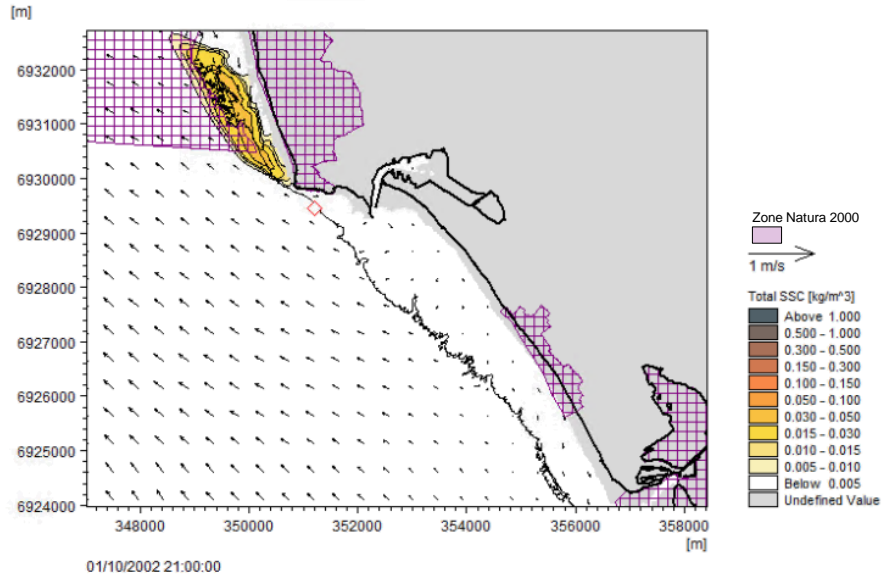 [m]
6932000
6931000
6930000
6929000
6928000
6927000
6926000
6925000
6924000
348000 350000 352000 354000 356000 358000
[m]
01/10/2002 21:00:00
Zone Natura 2000
1 m/s
Total SSC [kg/m^3]
Above 1.000
0.500 - 1.000
0.300 - 0.500
0.150 - 0.300
0.100 - 0.150
0.050 - 0.100
0.030 - 0.050
0.015 - 0.030
0.010 - 0.015
0.005 - 0.010
Below 0.005
Undefined Value